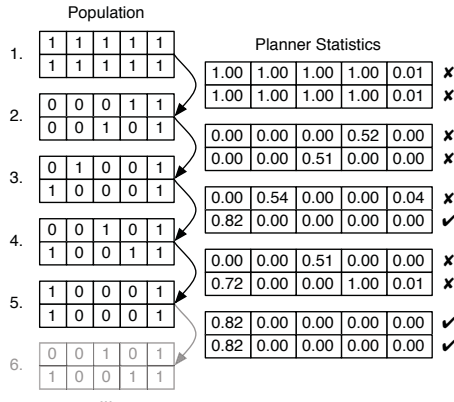 Population
Planner Statistics
1.
1 1 1 1 1
1 1 1 1 1
1.00 1.00 1.00 1.00 0.01 ✘
1.00 1.00 1.00 1.00 0.01 ✘
2.
0 0 0 1 1
0 0 1 0 1
0.00 0.00 0.00 0.52 0.00 ✘
0.00 0.00 0.51 0.00 0.00 ✘
3.
0 1 0 0 1
1 0 0 0 1
0.00 0.54 0.00 0.00 0.04 ✘
0.82 0.00 0.00 0.00 0.00 ✔
4.
0 0 1 0 1
1 0 0 1 1
0.00 0.00 0.51 0.00 0.00 ✘
0.72 0.00 0.00 1.00 0.01 ✘
5.
1 0 0 0 1
1 0 0 0 1
0.82 0.00 0.00 0.00 0.00 ✔
0.82 0.00 0.00 0.00 0.00 ✔
6.
0 0 1 0 1
1 0 0 1 1
...